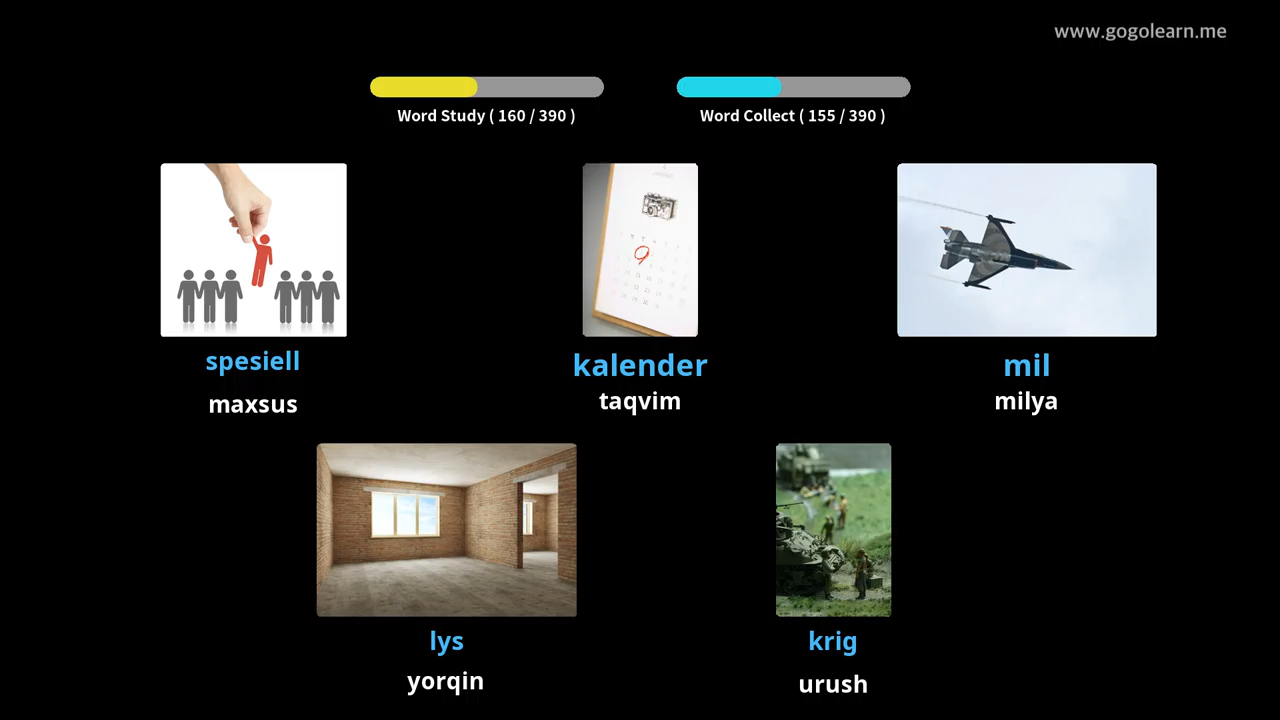 www.gogolearn.me
Word Study ( 160 / 390 )
Word Collect ( 155 / 390 )
spesiell
maxsus
kalender
taqvim
mil
milya
lys
yorqin
krig
urush